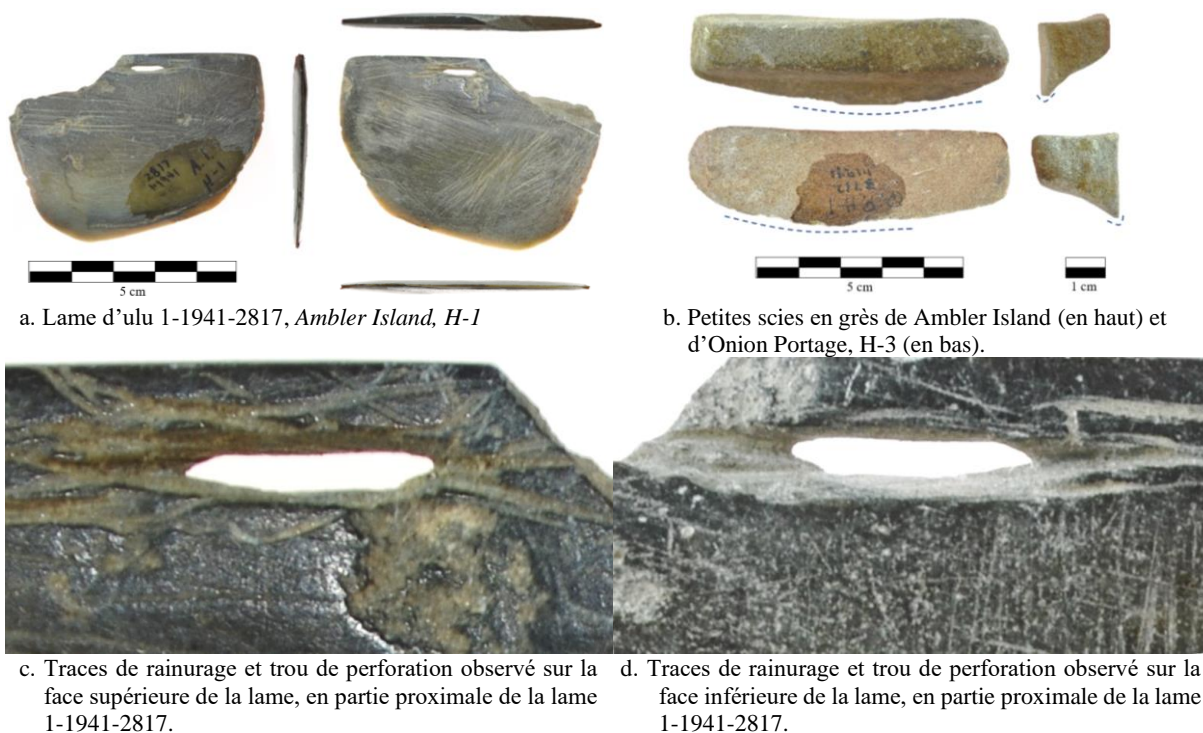 2817
A.I.
H-1
5 cm
5 cm
1 cm
a. Lame d’ulu 1-1941-2817, Ambler Island, H-1
b. Petites scies en grès de Ambler Island (en haut) et
d’Onion Portage, H-3 (en bas).
c. Traces de rainurage et trou de perforation observé sur la
face supérieure de la lame, en partie proximale de la lame
1-1941-2817.
d. Traces de rainurage et trou de perforation observé sur la
face inférieure de la lame, en partie proximale de la lame
1-1941-2817.